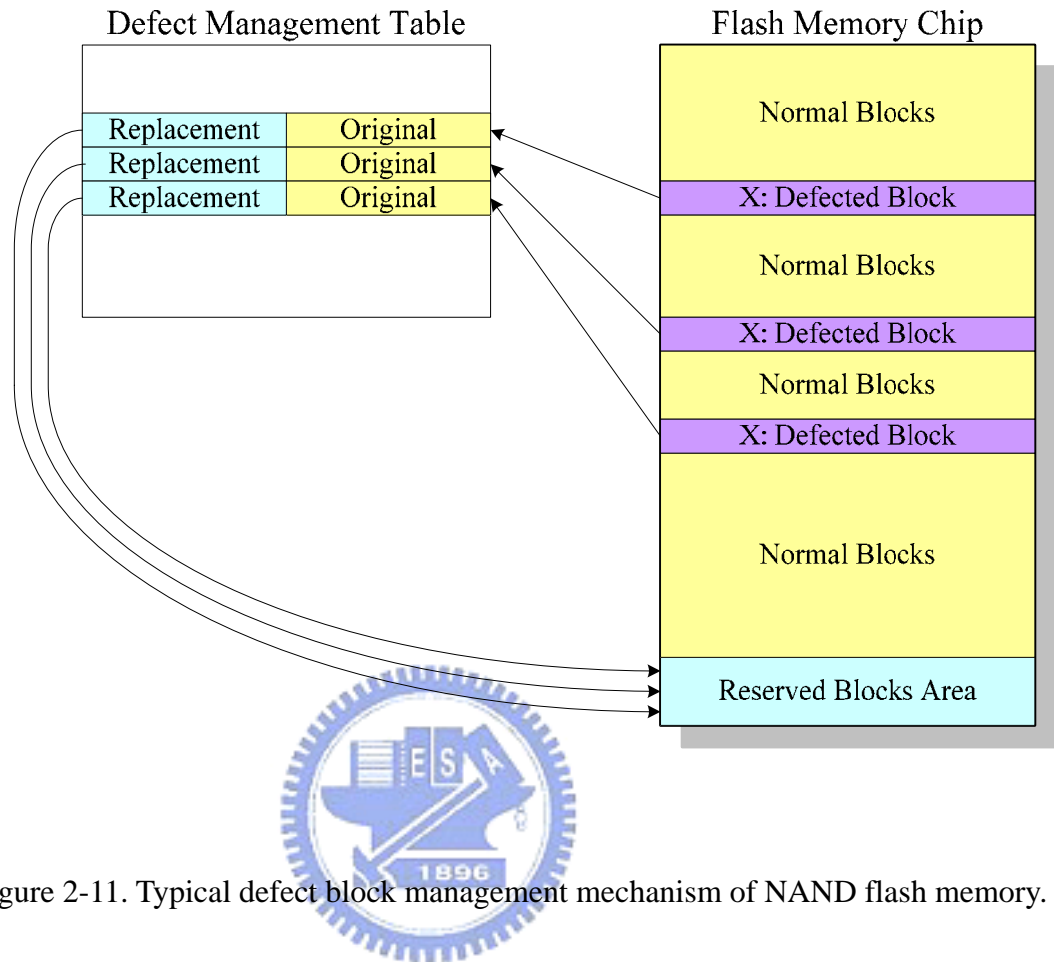 Defect Management Table
Replacement Original
Replacement Original
Replacement Original
Flash Memory Chip
Normal Blocks
X: Defected Block
Normal Blocks
X: Defected Block
Normal Blocks
X: Defected Block
Normal Blocks
Reserved Blocks Area
E S A
1896
gure 2-11. Typical defect block management mechanism of NAND flash memory.